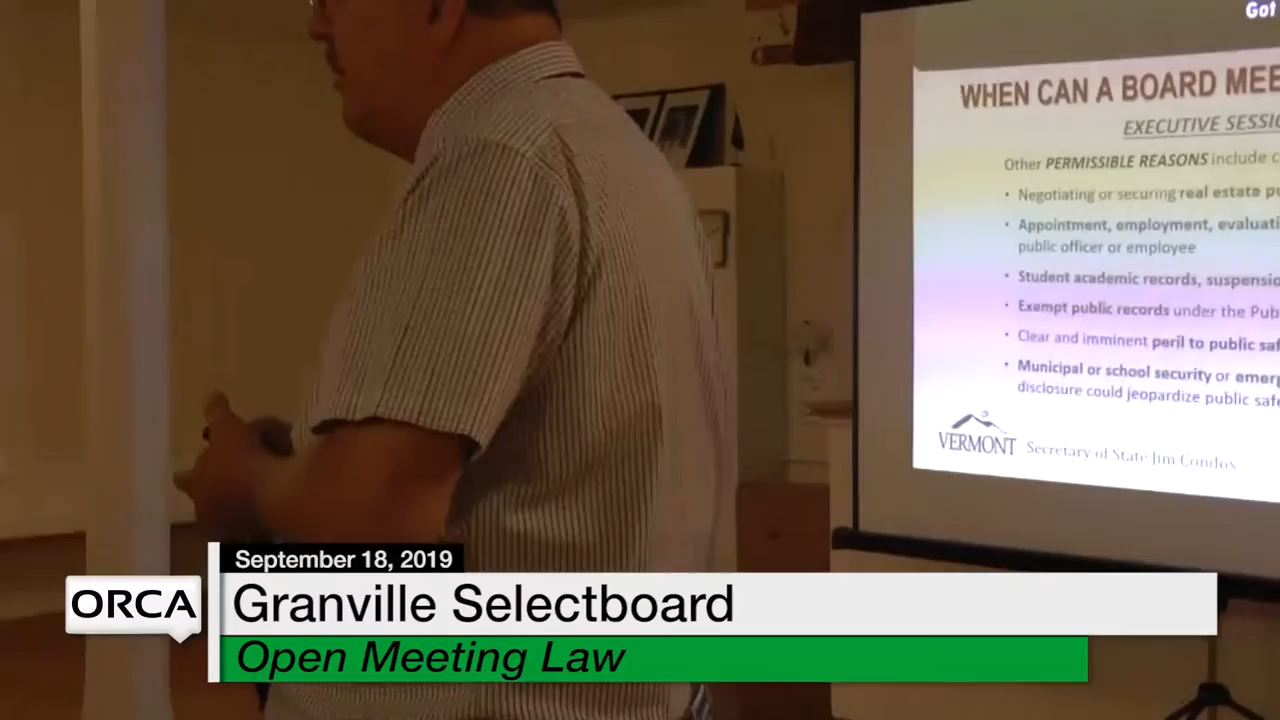 Got
WHEN CAN A BOARD MEE
EXECUTIVE SESSIO
Other PERMISSIBLE REASONS include c
• Negotiating or securing real estate pu
• Appointment, employment, evaluati
public officer or employee
• Student academic records, suspensio
• Exempt public records under the Pub
• Clear and imminent peril to public saf
• Municipal or school security or emerg
disclosure could jeopardize public safe
VERMONT Secretary of State Jim Condos
September 18, 2019
ORCA
Granville Selectboard
Open Meeting Law